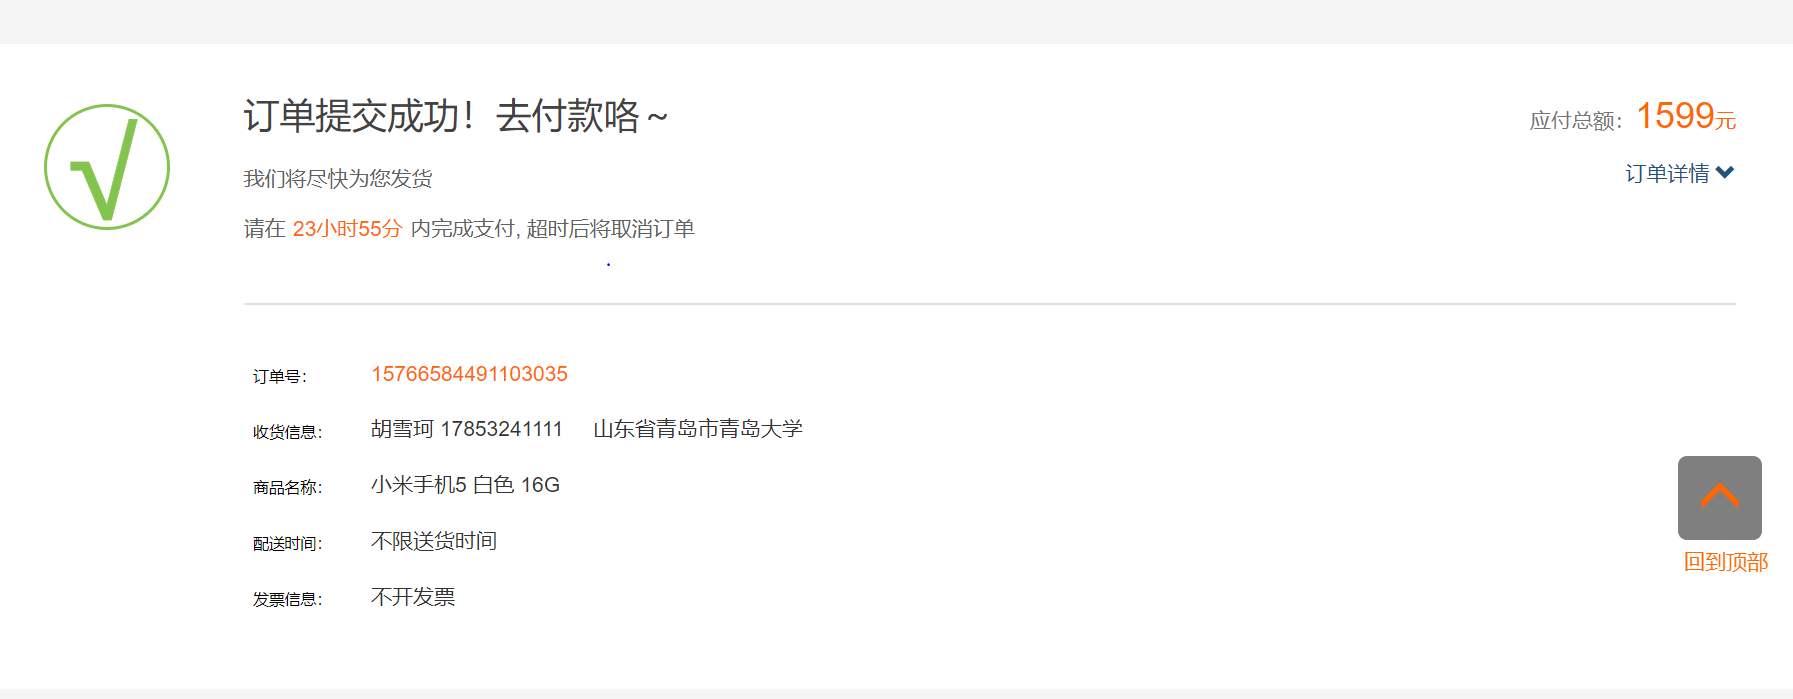 订单提交成功！去付款咯～
应付总额：1599元
我们将尽快为您发货
订单详情
请在 23小时55分 内完成支付, 超时后将取消订单
订单号： 15766584491103035
收货信息： 胡雪珂 17853241111 山东省青岛市青岛大学
商品名称： 小米手机5 白色 16G
配送时间： 不限送货时间
回到顶部
发票信息： 不开发票